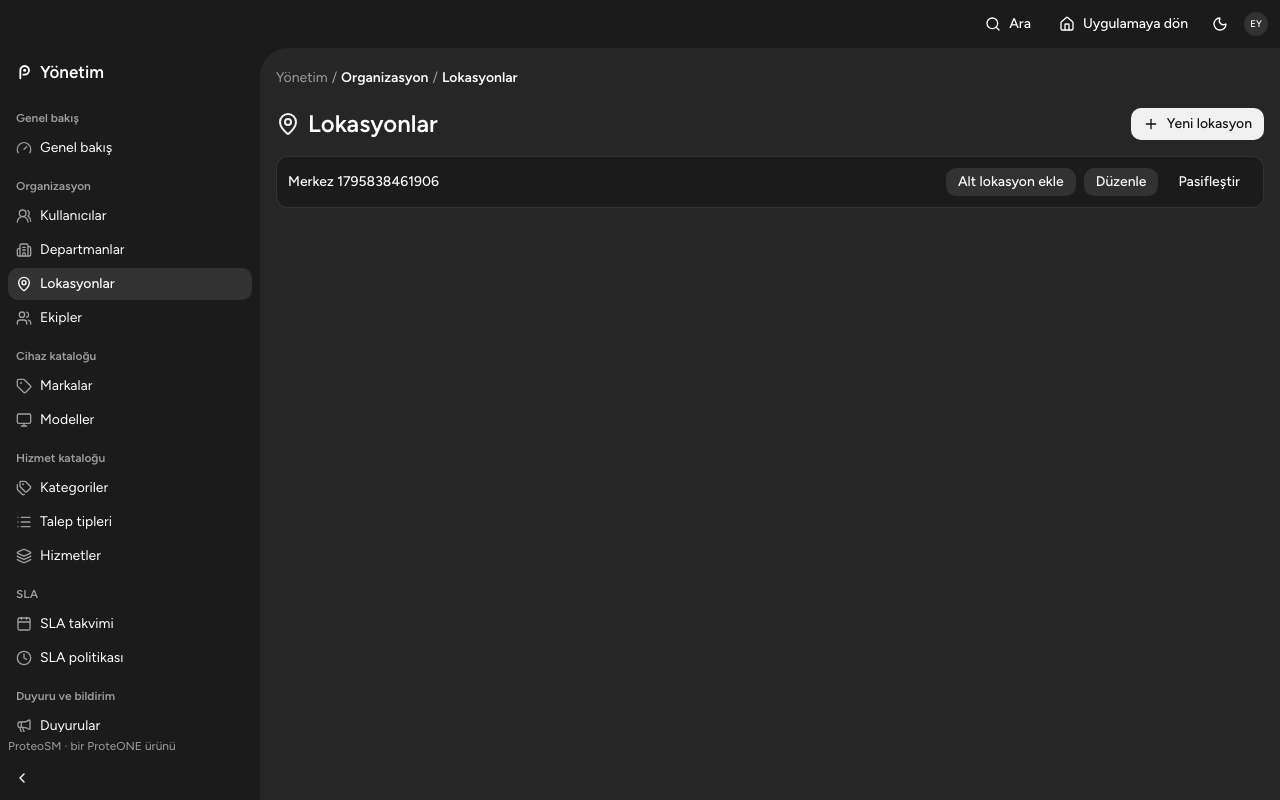 Ara
Uygulamaya dön
EY
Yönetim
Genel bakış
Genel bakış
Organizasyon
Kullanıcılar
Departmanlar
Lokasyonlar
Ekipler
Cihaz kataloğu
Markalar
Modeller
Hizmet kataloğu
Kategoriler
Talep tipleri
Hizmetler
SLA
SLA takvimi
SLA politikası
Duyuru ve bildirim
Duyurular
ProteoSM · bir ProteONE ürünü
Yönetim / Organizasyon / Lokasyonlar
Lokasyonlar
Yeni lokasyon
Merkez 1795838461906
Alt lokasyon ekle
Düzenle
Pasifleştir